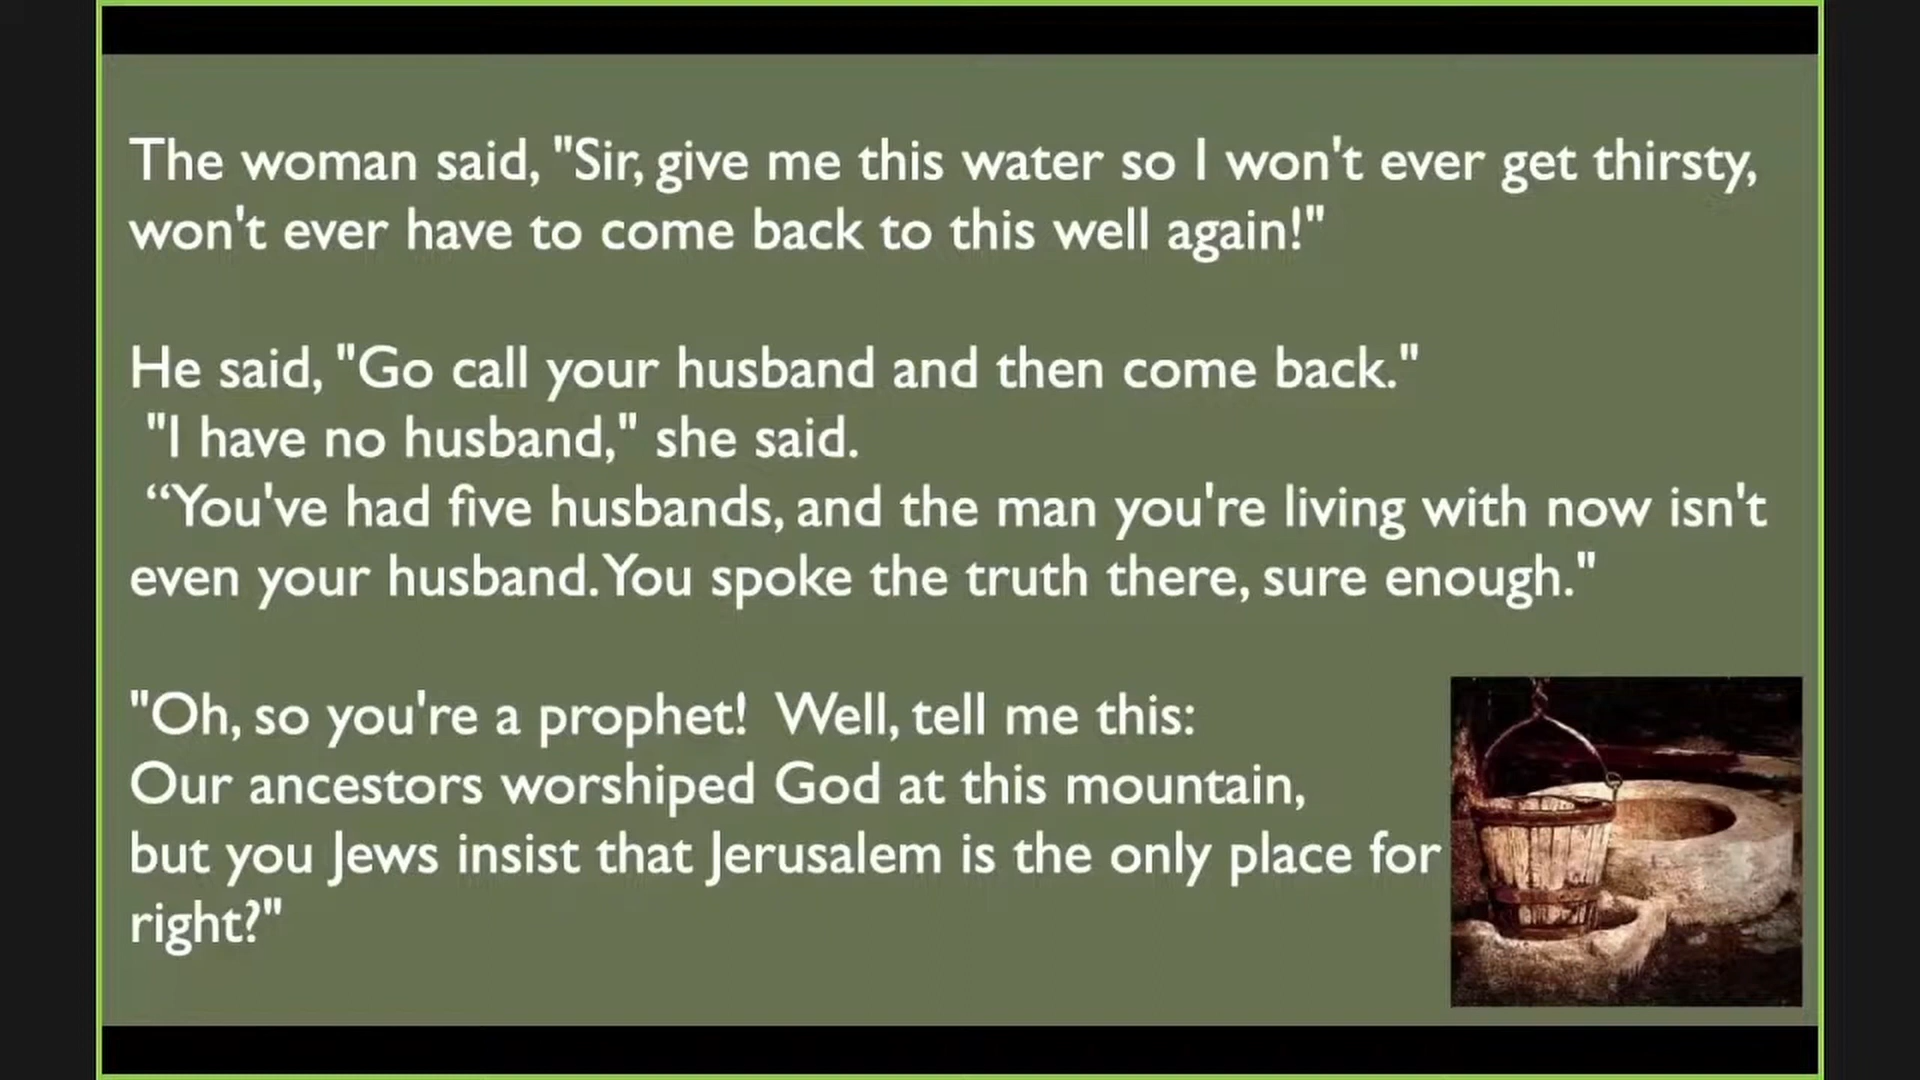 The woman said, "Sir, give me this water so I won't ever get thirsty,
won't ever have to come back to this well again!"
He said, "Go call your husband and then come back."
"I have no husband," she said.
“You've had five husbands, and the man you're living with now isn't
even your husband. You spoke the truth there, sure enough."
"Oh, so you're a prophet!  Well, tell me this:
Our ancestors worshiped God at this mountain,
but you Jews insist that Jerusalem is the only place for
right?"